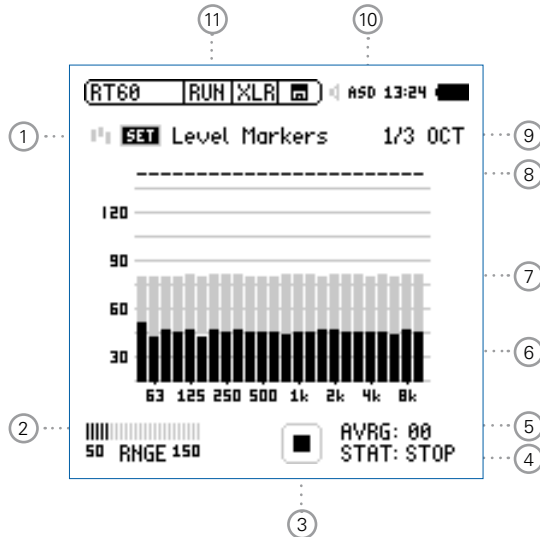 11 10
RT60 RUN XLR ASD 13:24
1 SET Level Markers 1/3 OCT 9
8
120
90
7
60
6
30
63 125 250 500 1k 2k 4k 8k
2 AVRG: 00 5
50 RNGE 150 STAT: STOP 4
3